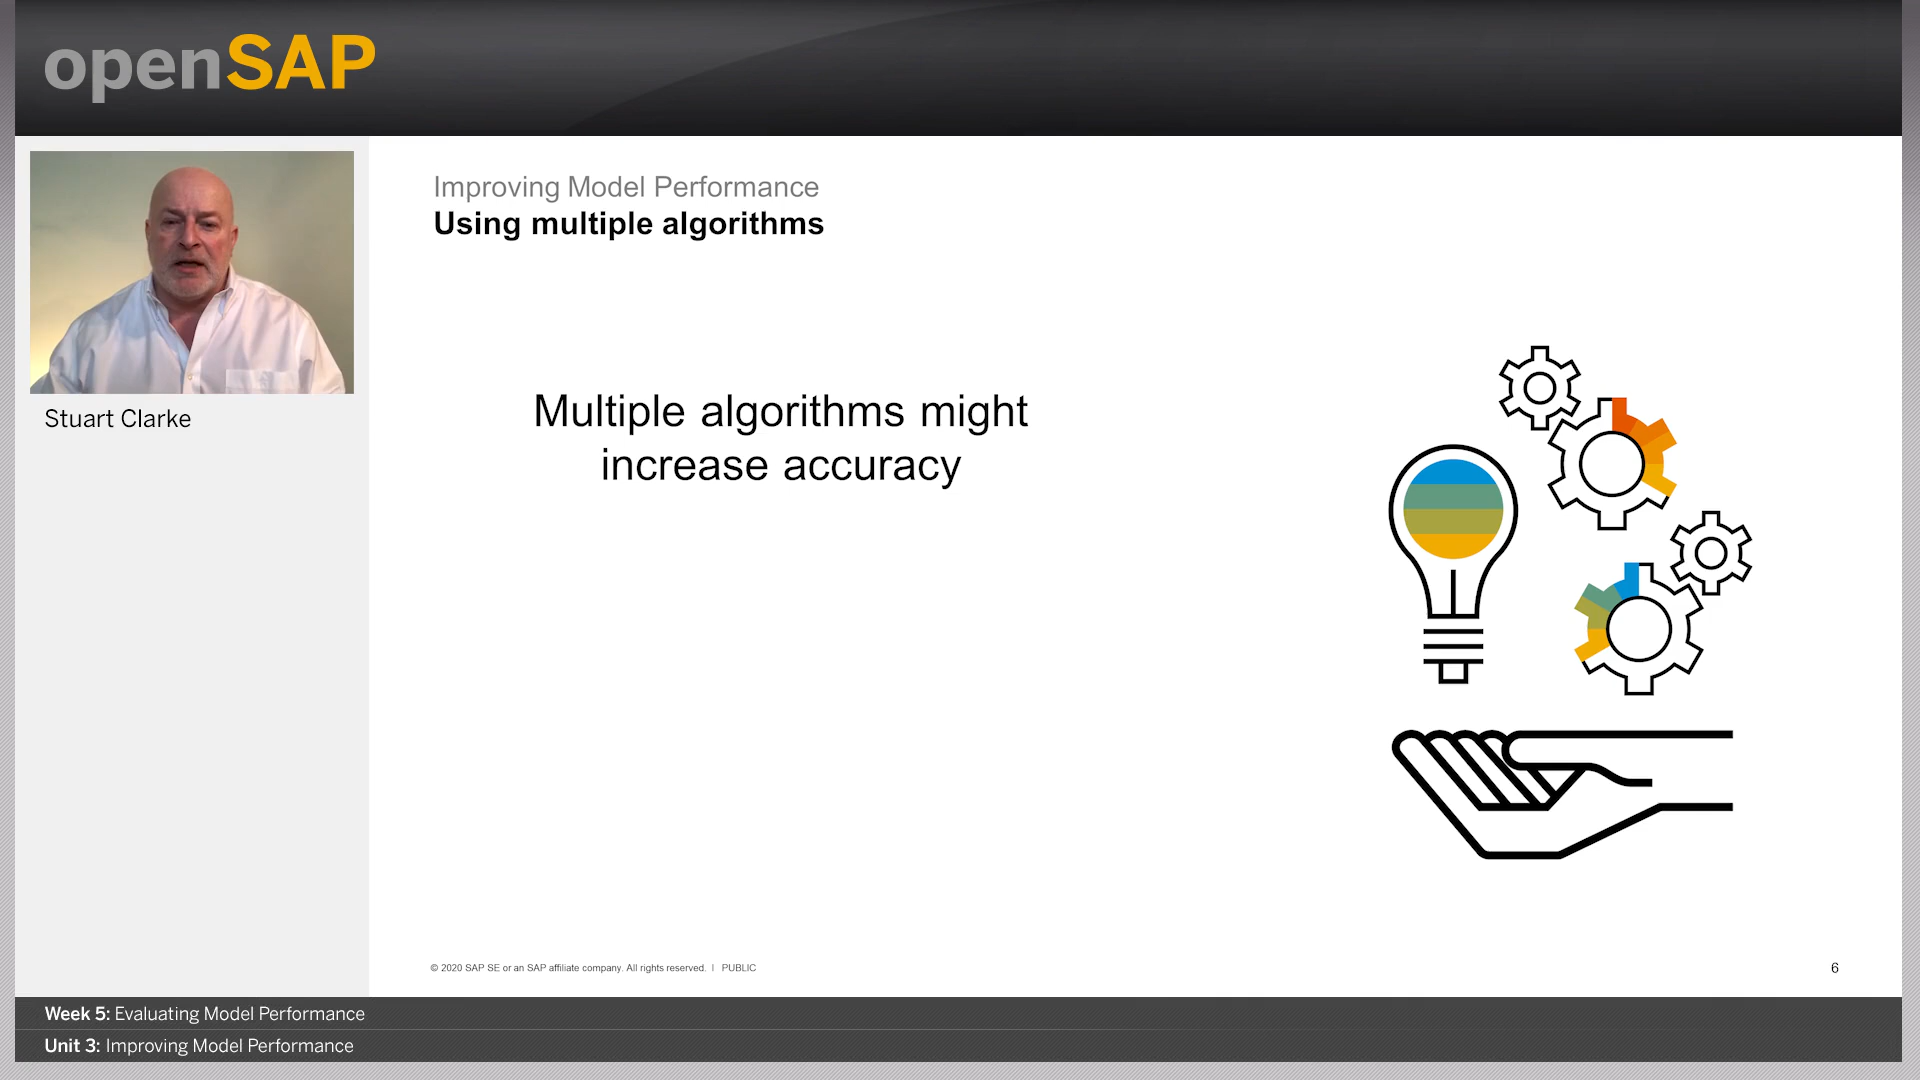 openSAP
Stuart Clarke
Improving Model Performance
Using multiple algorithms
Multiple algorithms might
increase accuracy
© 2020 SAP SE or an SAP affiliate company. All rights reserved. | PUBLIC
6
Week 5: Evaluating Model Performance
Unit 3: Improving Model Performance